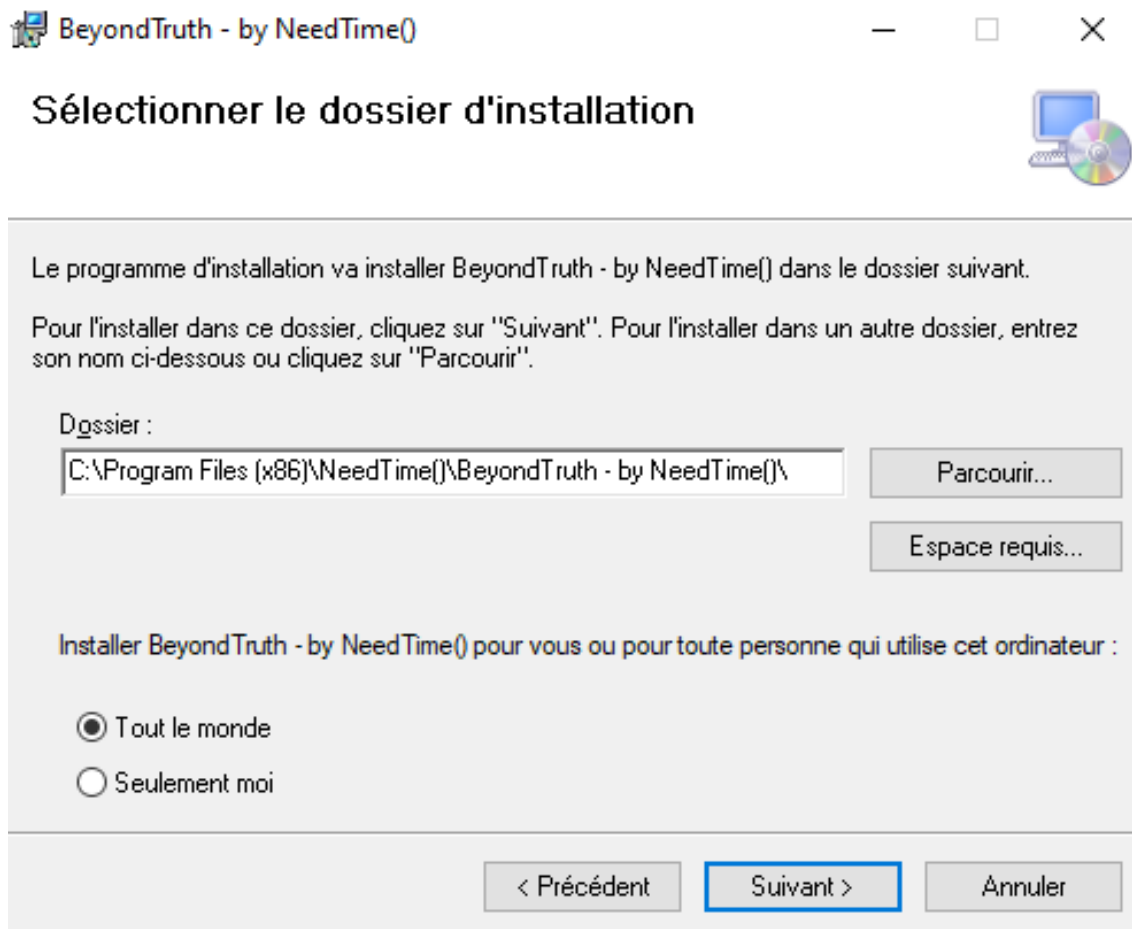 BeyondTruth - by NeedTime()
Sélectionner le dossier d'installation
Le programme d'installation va installer BeyondTruth - by NeedTime() dans le dossier suivant.
Pour l'installer dans ce dossier, cliquez sur "Suivant". Pour l'installer dans un autre dossier, entrez
son nom ci-dessous ou cliquez sur "Parcourir".
Dossier :
C:\Program Files (x86)\NeedTime()\BeyondTruth - by NeedTime()\
Parcourir...
Espace requis...
Installer BeyondTruth - by NeedTime() pour vous ou pour toute personne qui utilise cet ordinateur :
Tout le monde
Seulement moi
< Précédent
Suivant >
Annuler